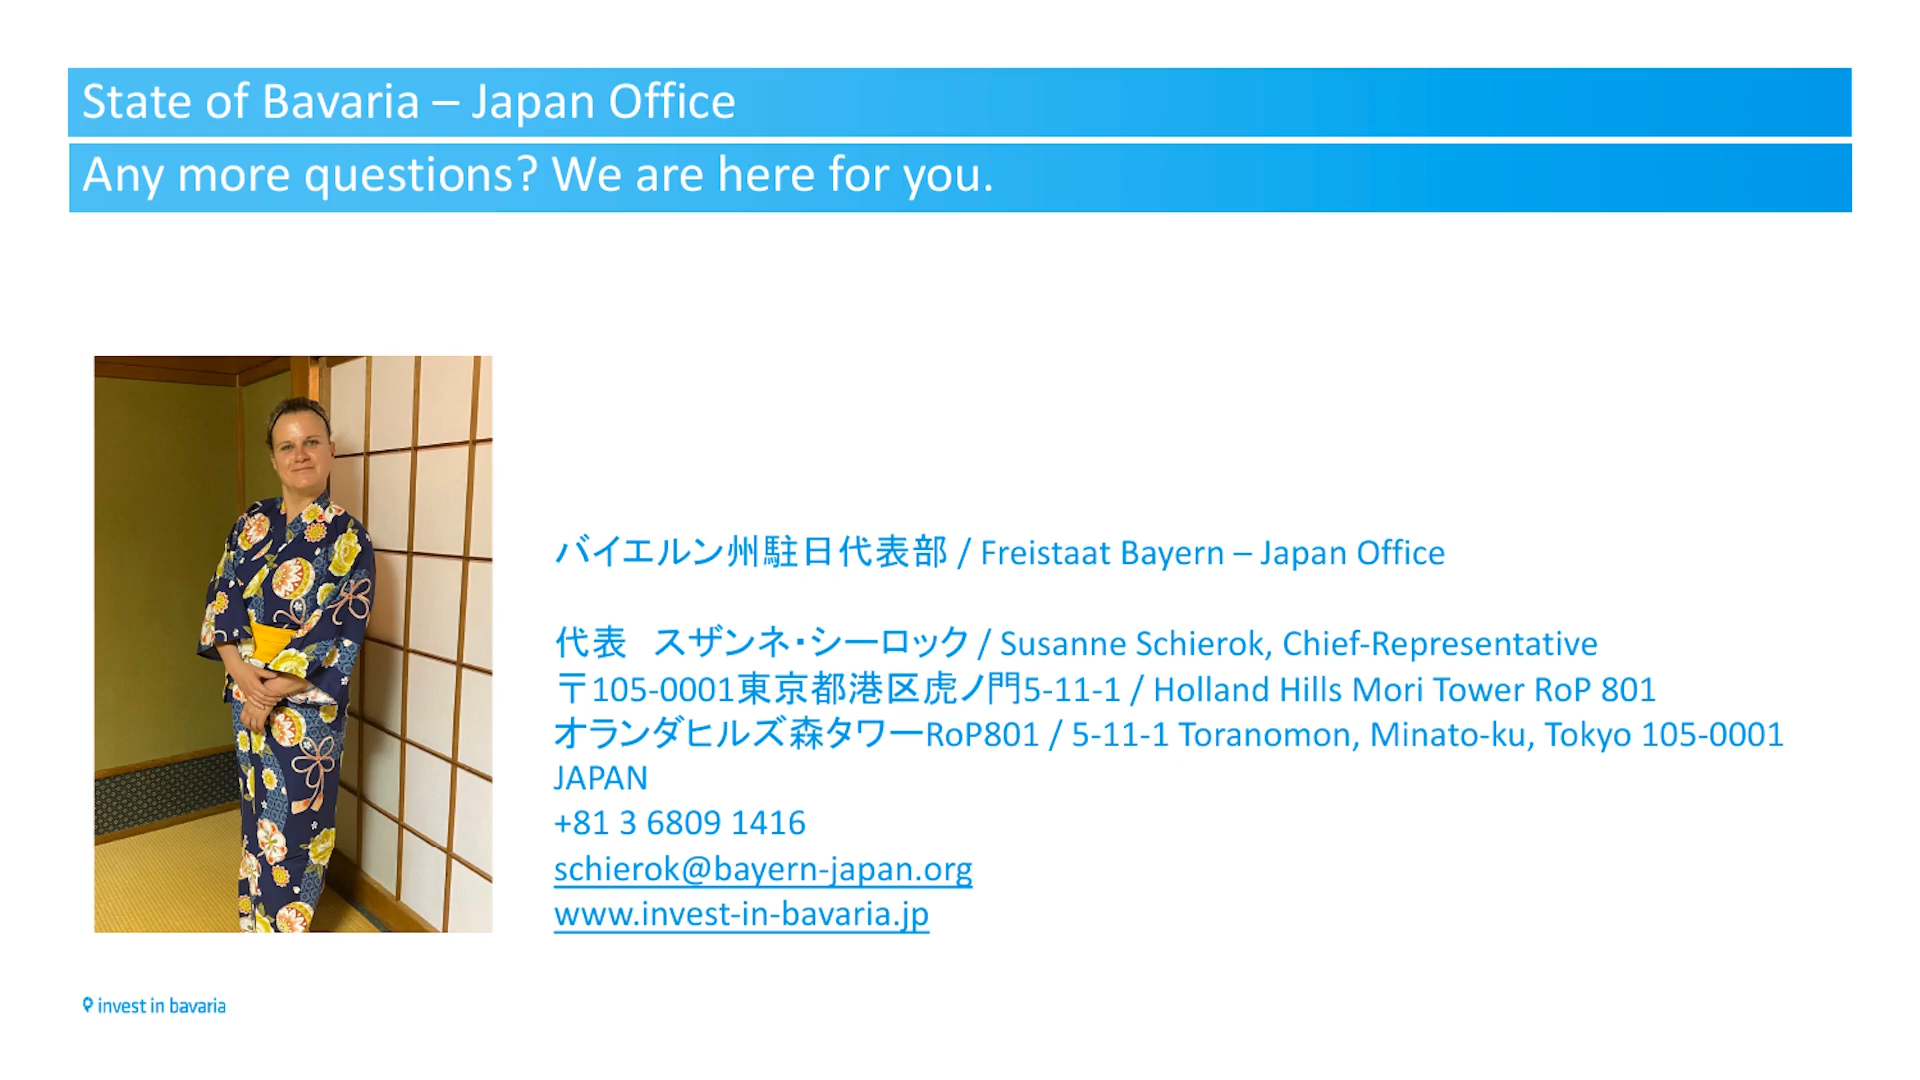 State of Bavaria – Japan Office
Any more questions? We are here for you.
バイエルン州駐日代表部 / Freistaat Bayern – Japan Office
代表　スザンネ・シーロック / Susanne Schierok, Chief-Representative
〒105-0001東京都港区虎ノ門5-11-1 / Holland Hills Mori Tower RoP 801
オランダヒルズ森タワーRoP801 / 5-11-1 Toranomon, Minato-ku, Tokyo 105-0001
JAPAN
+81 3 6809 1416
schierok@bayern-japan.org
www.invest-in-bavaria.jp
invest in bavaria